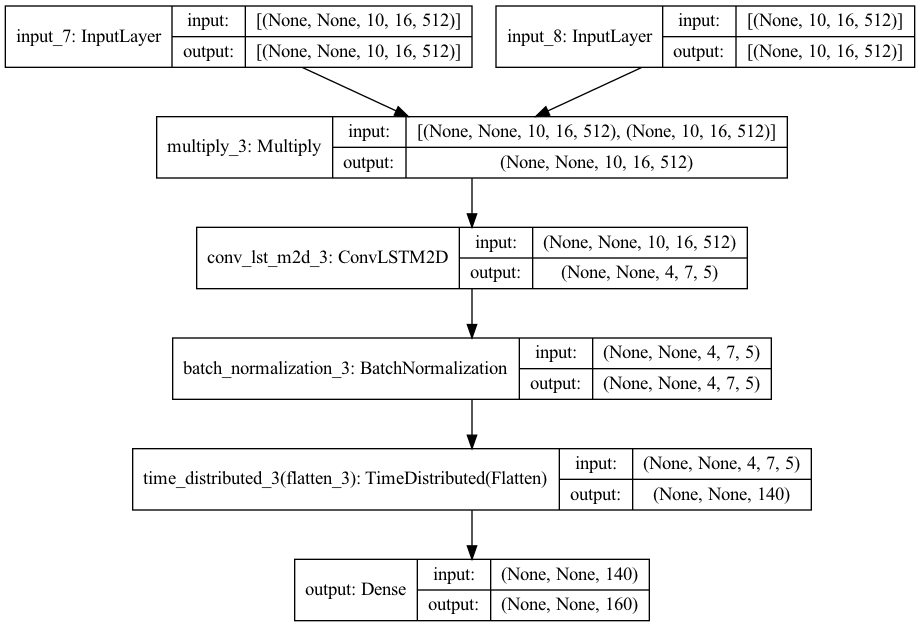 input_7: InputLayer
input:
[(None, None, 10, 16, 512)]
output:
[(None, None, 10, 16, 512)]
input_8: InputLayer
input:
[(None, 10, 16, 512)]
output:
[(None, 10, 16, 512)]
multiply_3: Multiply
input:
[(None, None, 10, 16, 512), (None, 10, 16, 512)]
output:
(None, None, 10, 16, 512)
conv_lst_m2d_3: ConvLSTM2D
input:
(None, None, 10, 16, 512)
output:
(None, None, 4, 7, 5)
batch_normalization_3: BatchNormalization
input:
(None, None, 4, 7, 5)
output:
(None, None, 4, 7, 5)
time_distributed_3(flatten_3): TimeDistributed(Flatten)
input:
(None, None, 4, 7, 5)
output:
(None, None, 140)
output: Dense
input:
(None, None, 140)
output:
(None, None, 160)